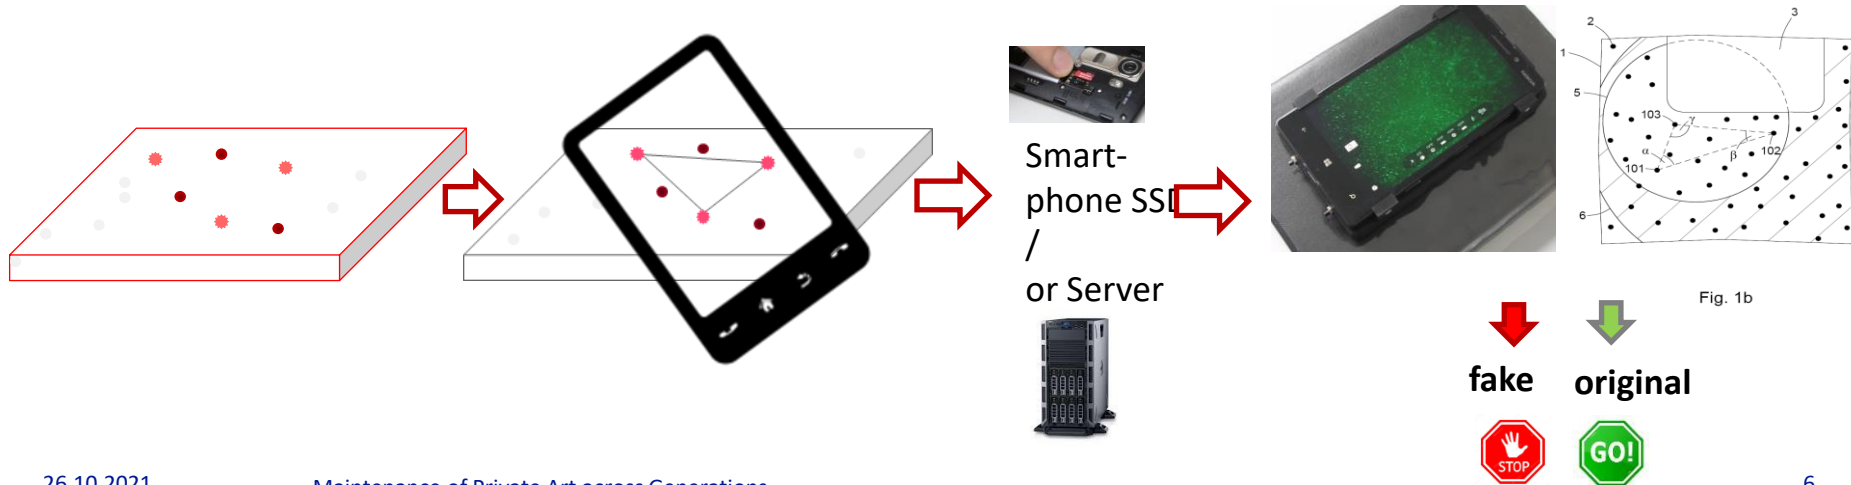 Smart-
phone SSD
/
or Server
2
3
1
5
103
γ
α
β
102
101
6
Fig. 1b
fake
original
STOP
GO!
26.10.2021
Maintenance of Private Art across Generations
6